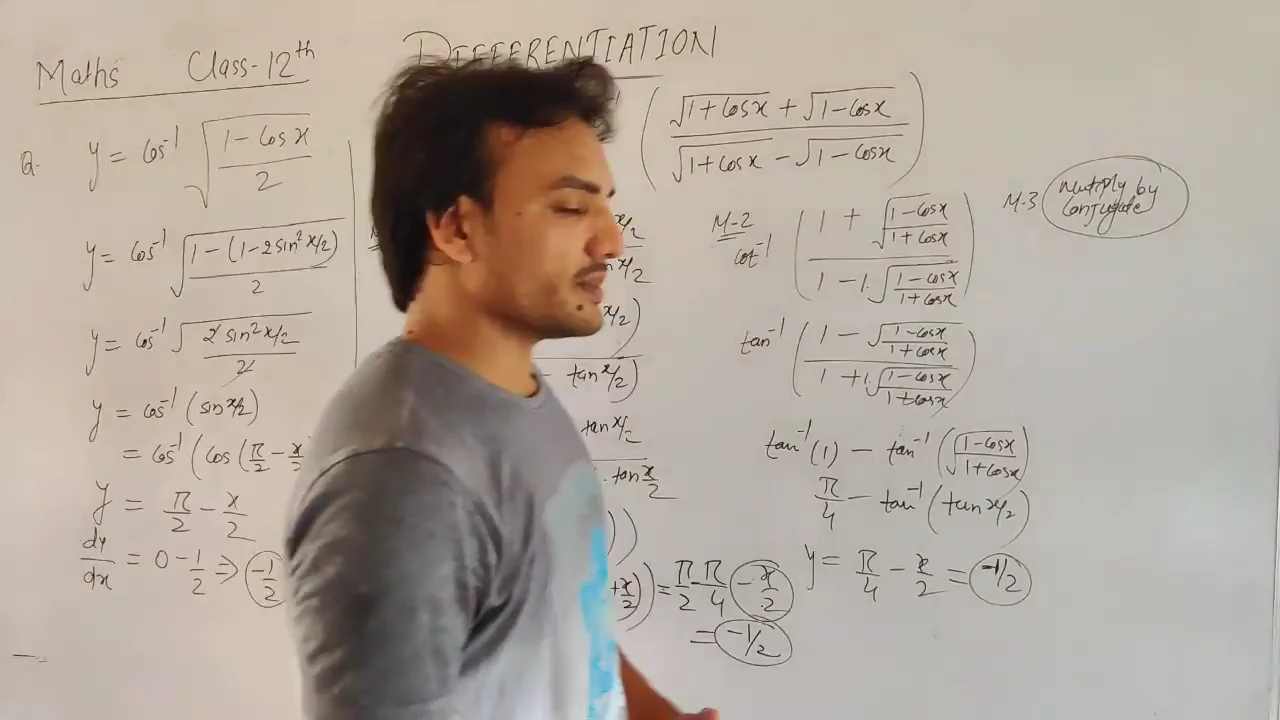 Maths Class-12th DIFFERENTIATION
Q. y = cos⁻¹ √((1 - cos x)/2)
y = cos⁻¹ √((1 - (1 - 2 sin² x/2))/2)
y = cos⁻¹ √((2 sin² x/2)/2)
y = cos⁻¹ (sin x/2)
= cos⁻¹ (cos (π/2 - x/2
y = π/2 - x/2
dy/dx = 0 - 1/2 ⇒ -1/2
((√(1 + cos x) + √(1 - cos x))/(√(1 + cos x) - √(1 - cos x)))
x/2
x/2
x/2)
- tan x/2)
tan x/2
. tan x/2
))
+x/2)) = π/2 - π/4 - x/2
= -1/2
M-2
cot⁻¹ ((1 + √((1 - cos x)/(1 + cos x)))/(1 - 1.√((1 - cos x)/(1 + cos x))))
tan⁻¹ ((1 - √((1 - cos x)/(1 + cos x)))/(1 + 1.√((1 - cos x)/(1 + cos x))))
tan⁻¹(1) - tan⁻¹ (√(1 - cos x)/√(1 + cos x))
π/4 - tan⁻¹ (tan x/2)
y = π/4 - x/2 = -1/2
M-3 multiply by
conjugate